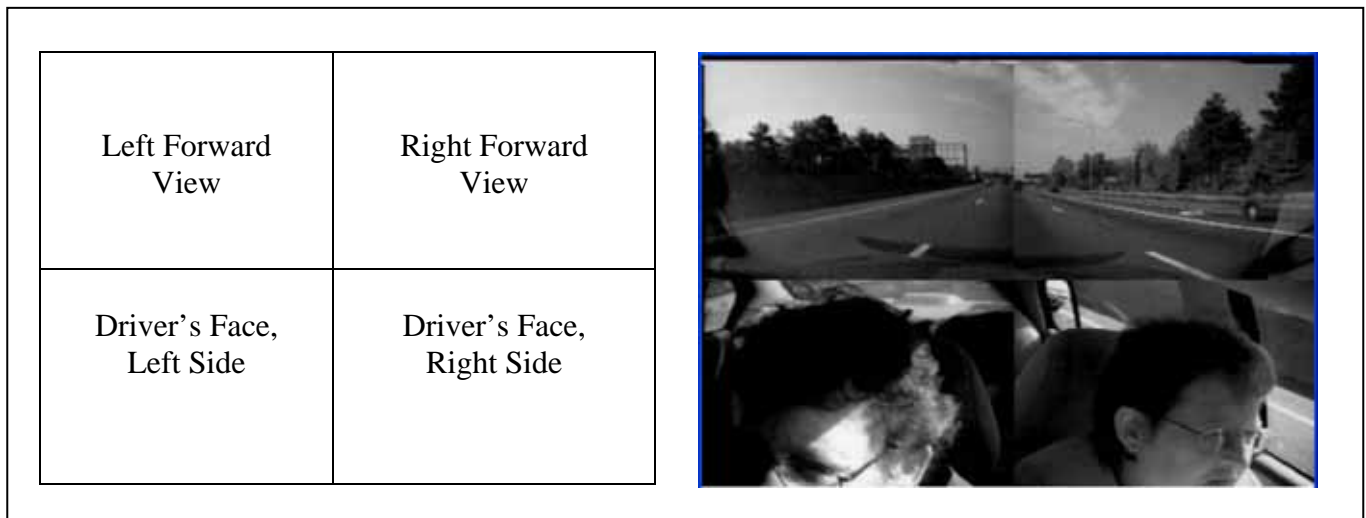 Left Forward
View
Right Forward
View
Driver’s Face,
Left Side
Driver’s Face,
Right Side